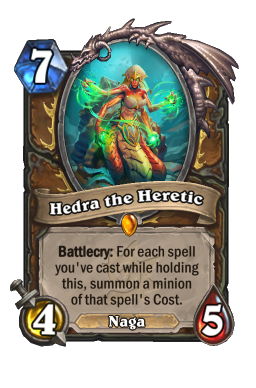 7
Hedra the Heretic
Battlecry: For each spell
you've cast while holding
this, summon a minion
of that spell's Cost.
4
Naga
5